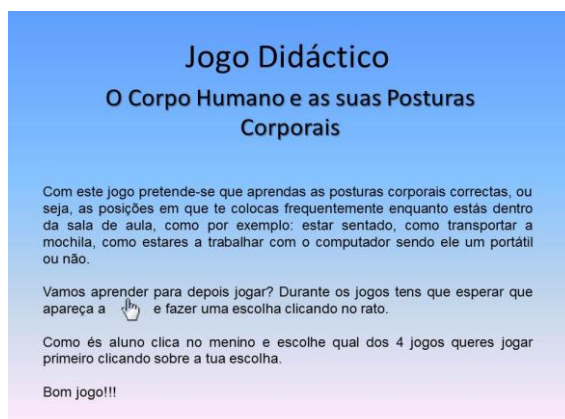 Jogo Didáctico
O Corpo Humano e as suas Posturas
Corporais
Com este jogo pretende-se que aprendas as posturas corporais correctas, ou
seja, as posições em que te colocas frequentemente enquanto estás dentro
da sala de aula, como por exemplo: estar sentado, como transportar a
mochila, como estares a trabalhar com o computador sendo ele um portátil
ou não.
Vamos aprender para depois jogar? Durante os jogos tens que esperar que
apareça a e fazer uma escolha clicando no rato.
Como és aluno clica no menino e escolhe qual dos 4 jogos queres jogar
primeiro clicando sobre a tua escolha.
Bom jogo!!!